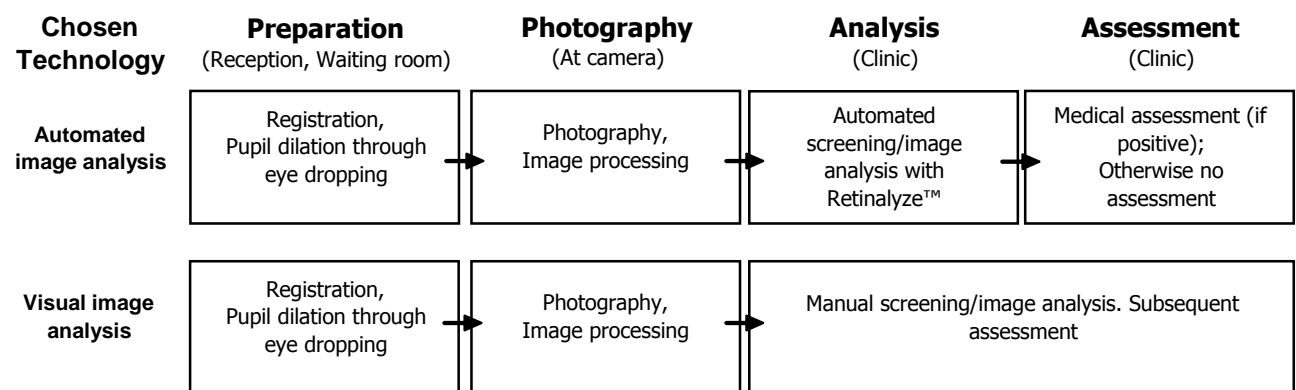 Chosen
Technology
Preparation
(Reception, Waiting room)
Photography
(At camera)
Analysis
(Clinic)
Assessment
(Clinic)
Automated
image analysis
Registration,
Pupil dilation through
eye dropping
Photography,
Image processing
Automated
screening/image
analysis with
Retinalyze™
Medical assessment (if
positive);
Otherwise no
assessment
Visual image
analysis
Registration,
Pupil dilation through
eye dropping
Photography,
Image processing
Manual screening/image analysis. Subsequent
assessment